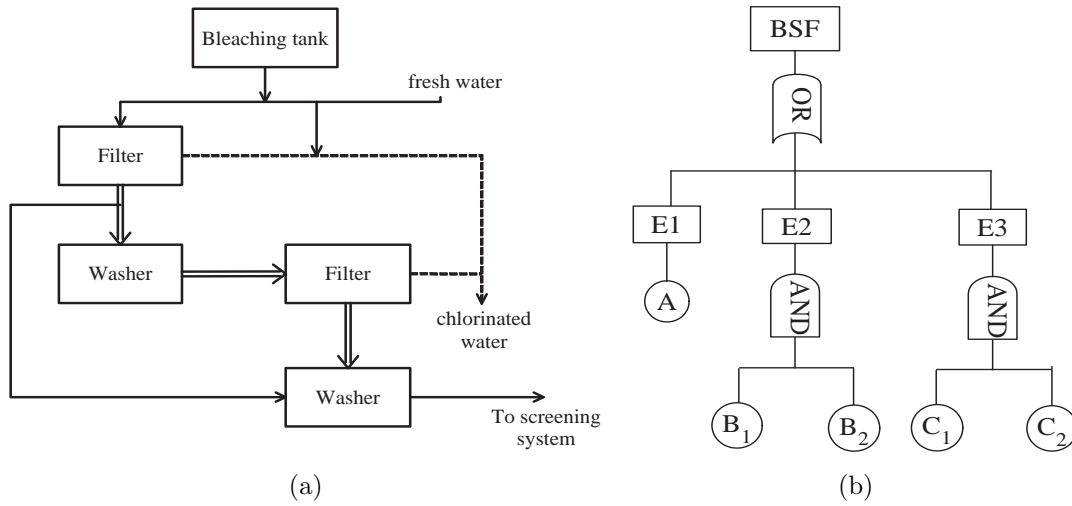 Bleaching tank
fresh water
Filter
Washer
Filter
chlorinated
water
Washer
To screening
system
(a)
BSF
OR
E1
E2
E3
A
AND
AND
B1
B2
C1
C2
(b)